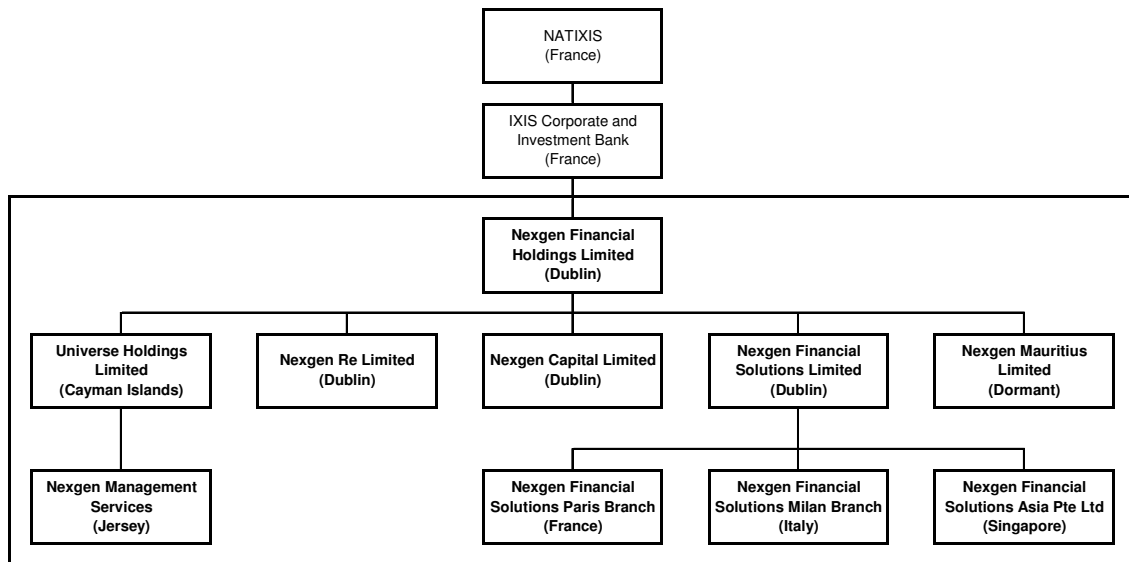 NATIXIS
(France)
IXIS Corporate and
Investment Bank
(France)
Nexgen Financial
Holdings Limited
(Dublin)
Universe Holdings
Limited
(Cayman Islands)
Nexgen Re Limited
(Dublin)
Nexgen Capital Limited
(Dublin)
Nexgen Financial
Solutions Limited
(Dublin)
Nexgen Mauritius
Limited
(Dormant)
Nexgen Management
Services
(Jersey)
Nexgen Financial
Solutions Paris Branch
(France)
Nexgen Financial
Solutions Milan Branch
(Italy)
Nexgen Financial
Solutions Asia Pte Ltd
(Singapore)